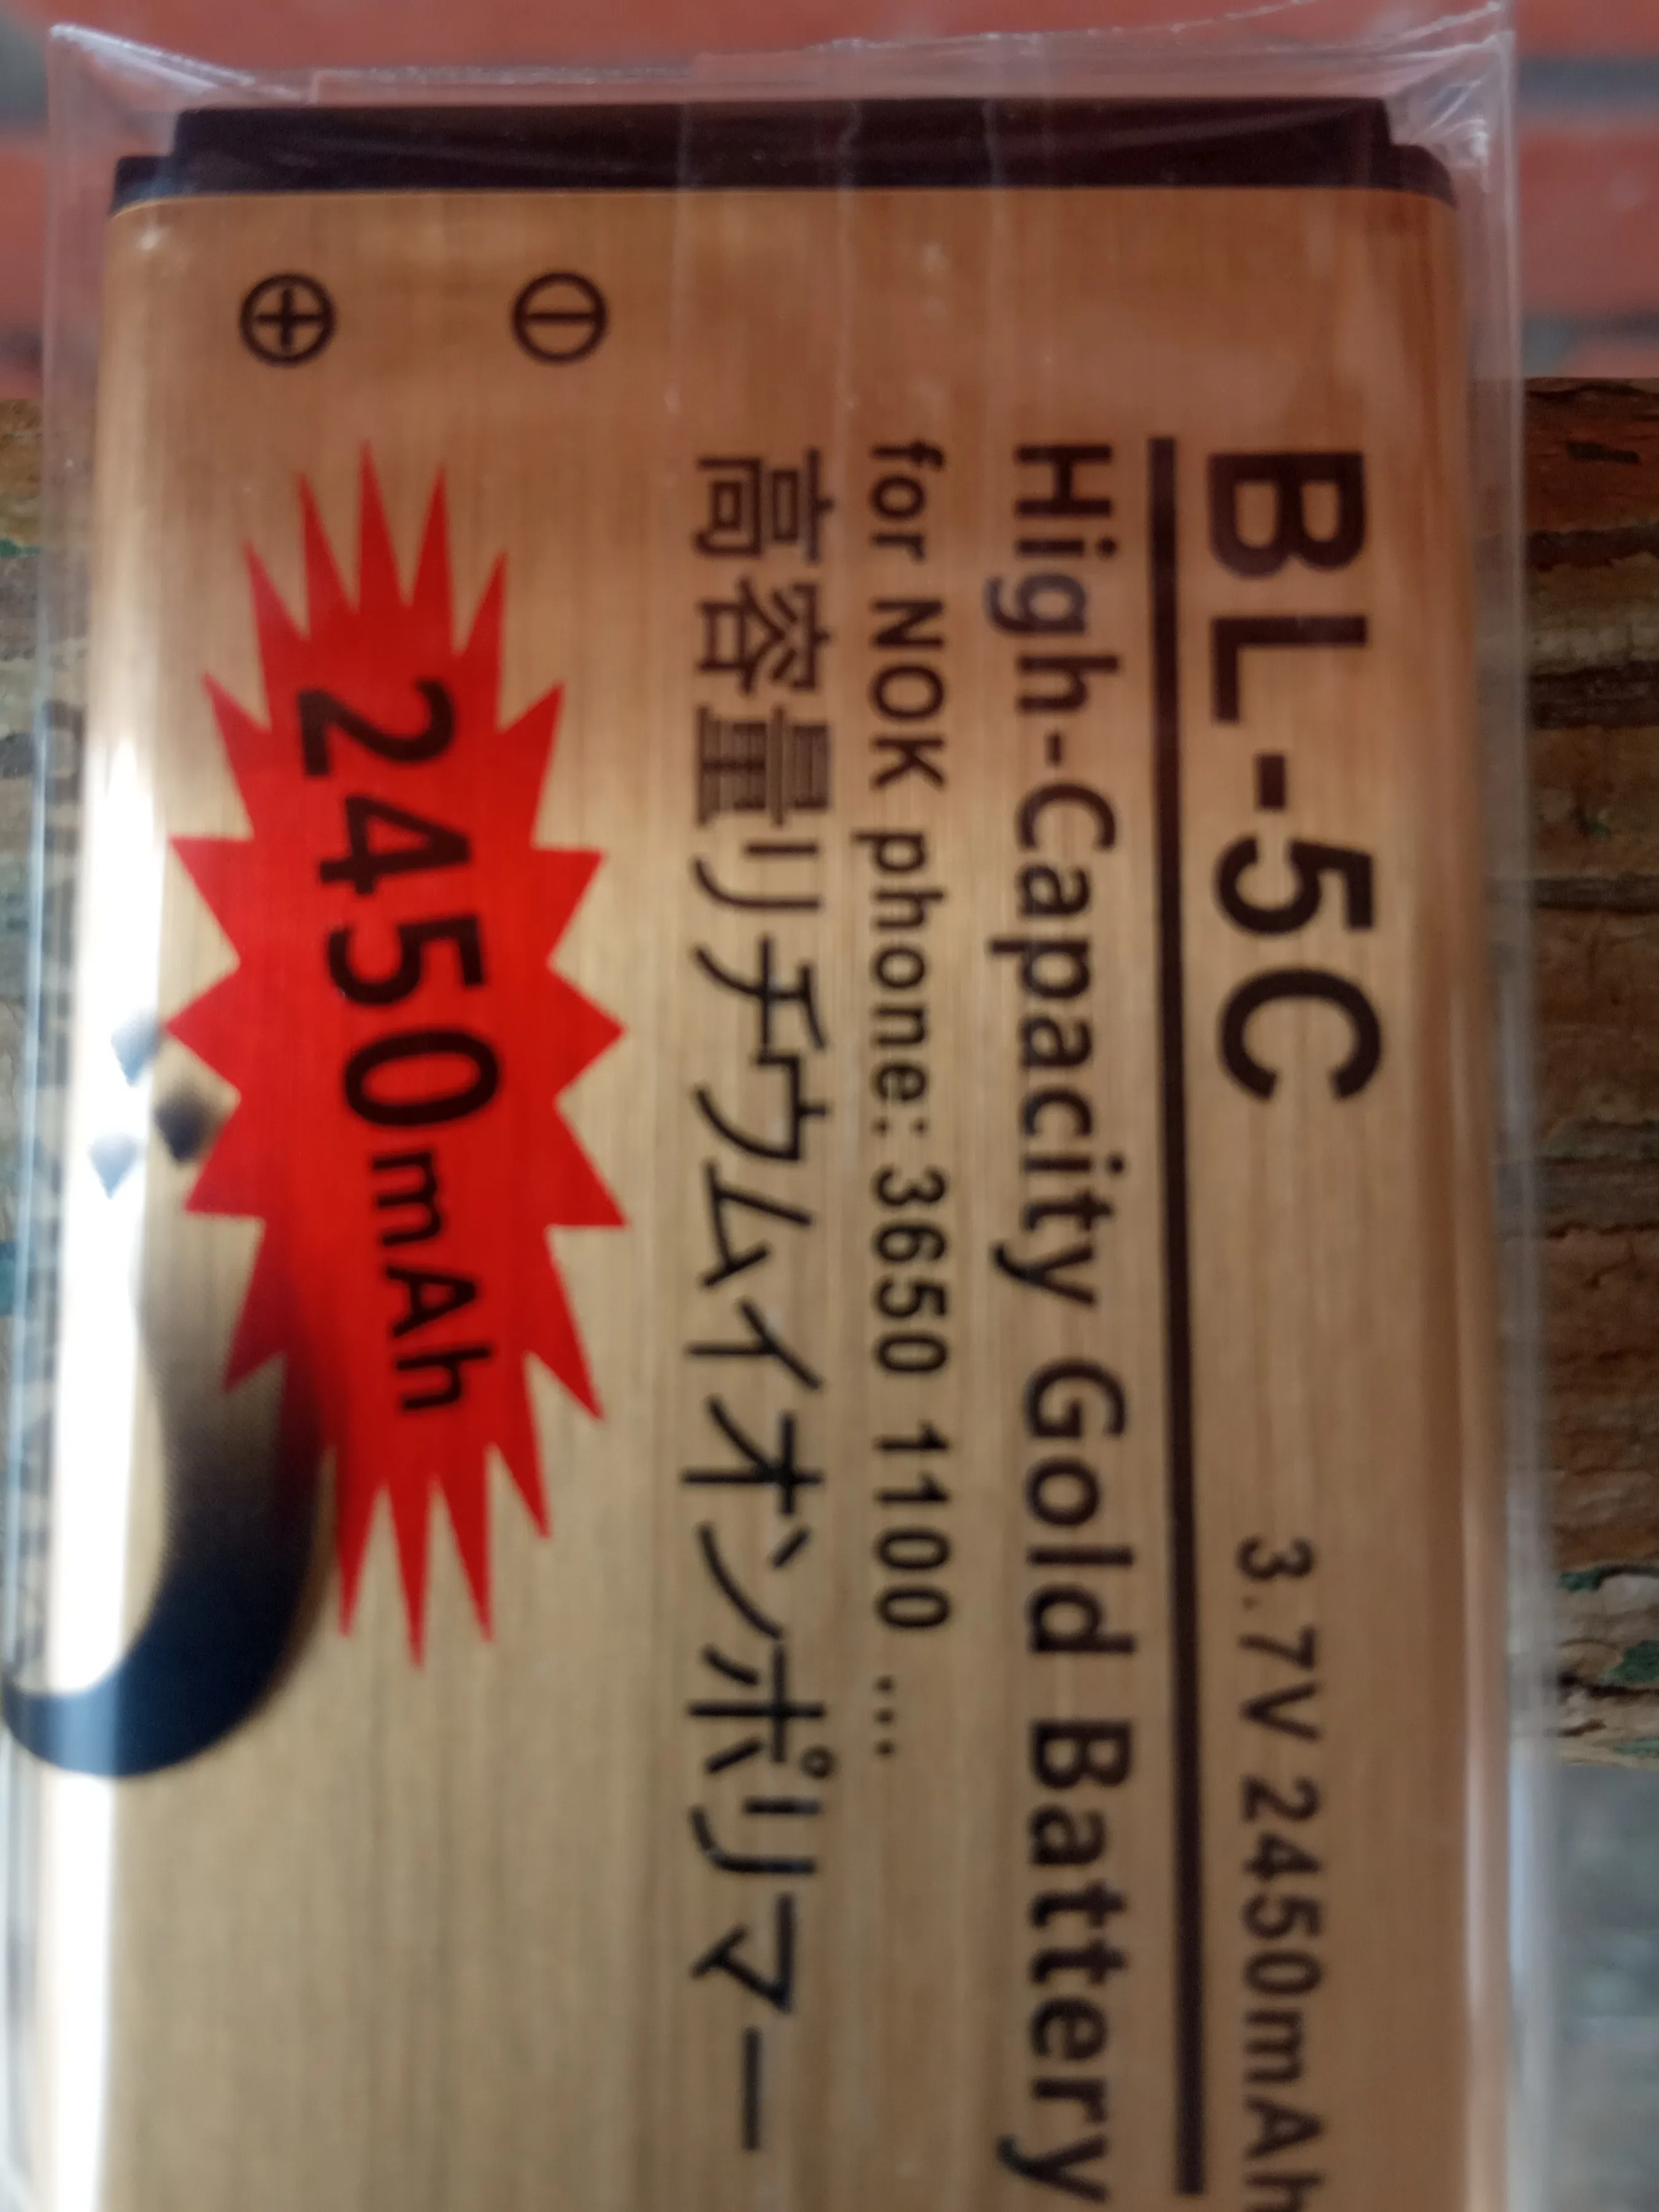 BL-5C 3.7V 2450mAh
High-Capacity Gold Battery
for NOK phone: 3650 1100 ...
高容量リチウムイオンポリマー
2450mAh
⊕ ⊖